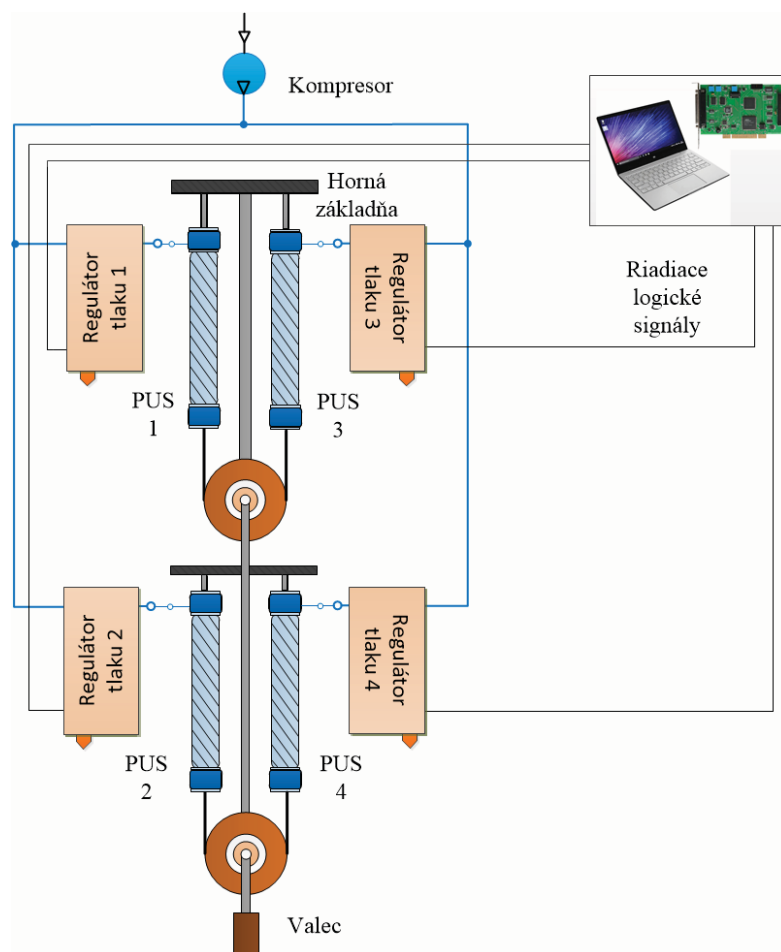 Kompresor
Horná
základňa
Regulátor
tlaku 1
Regulátor
tlaku 3
Riadiace
logické
signály
PUS
1
PUS
3
Regulátor
tlaku 2
Regulátor
tlaku 4
PUS
2
PUS
4
Valec